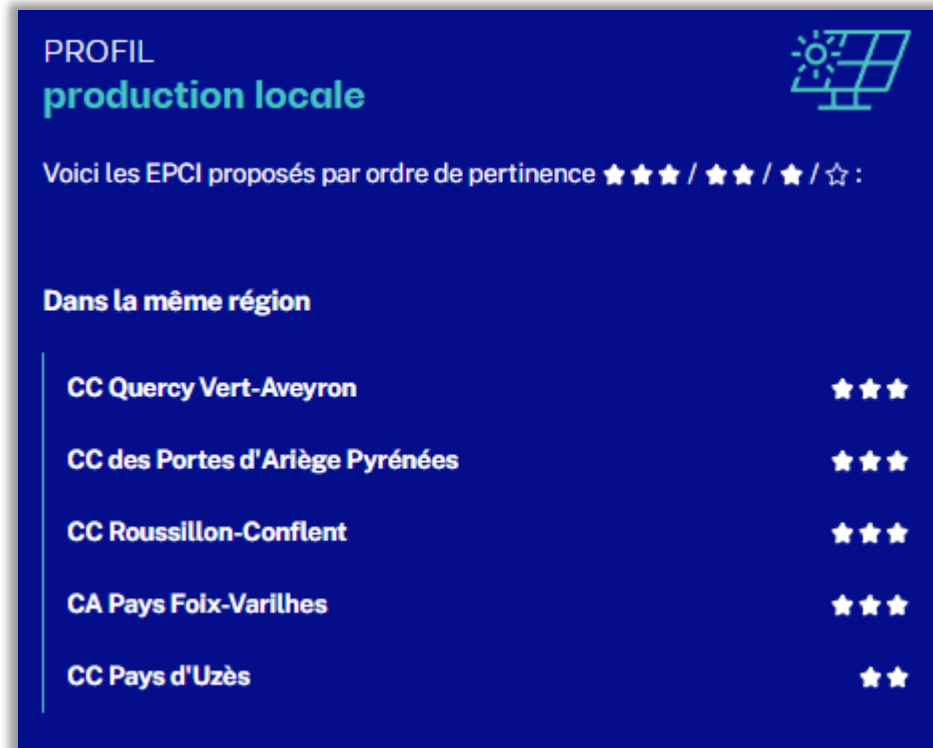 PROFIL
production locale
Voici les EPCI proposés par ordre de pertinence ★★★ / ★★ / ★ / ☆ :
Dans la même région
CC Quercy Vert-Aveyron ★★★
CC des Portes d'Ariège Pyrénées ★★★
CC Roussillon-Conflent ★★★
CA Pays Foix-Varilhes ★★★
CC Pays d'Uzès ★★